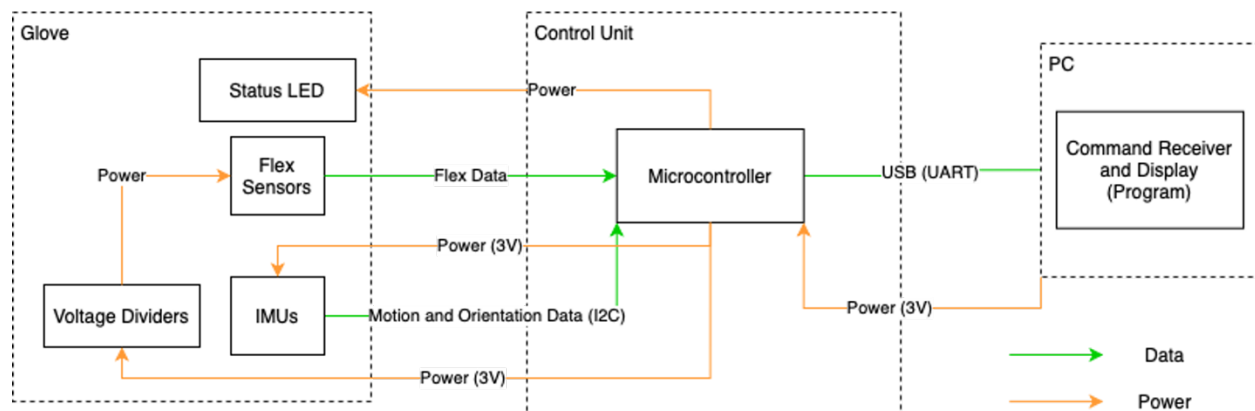 Glove
Control Unit
PC
Status LED
Power
Command Receiver
and Display
(Program)
Flex
Sensors
Power
Flex Data
Microcontroller
USB (UART)
Power (3V)
Voltage Dividers
IMUs
Motion and Orientation Data (I2C)
Power (3V)
Power (3V)
Data
Power